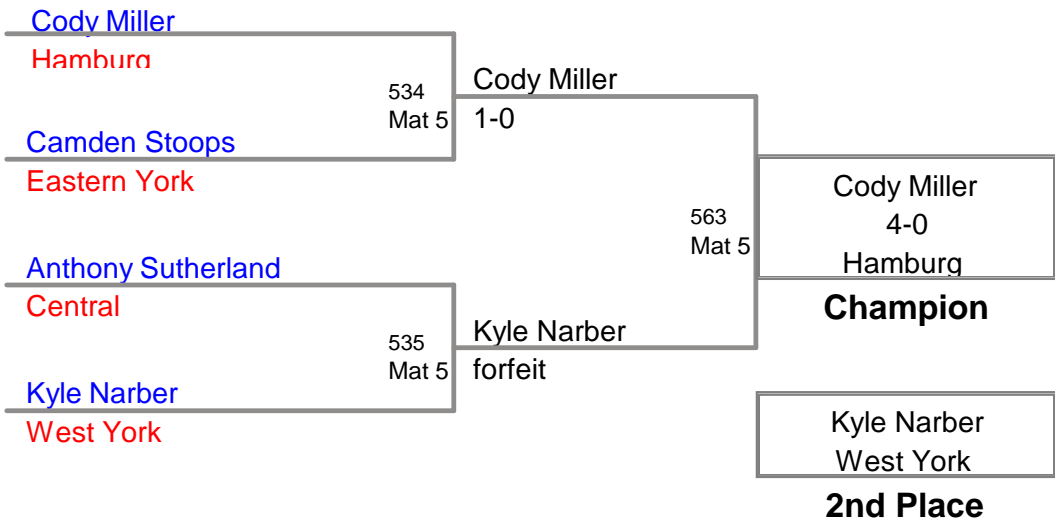 Cody Miller
Hamburg
534
Mat 5
Cody Miller
1-0
Camden Stoops
Eastern York
563
Mat 5
Cody Miller
4-0
Hamburg
Champion
Anthony Sutherland
Central
535
Mat 5
Kyle Narber
forfeit
Kyle Narber
West York
Kyle Narber
West York
2nd Place